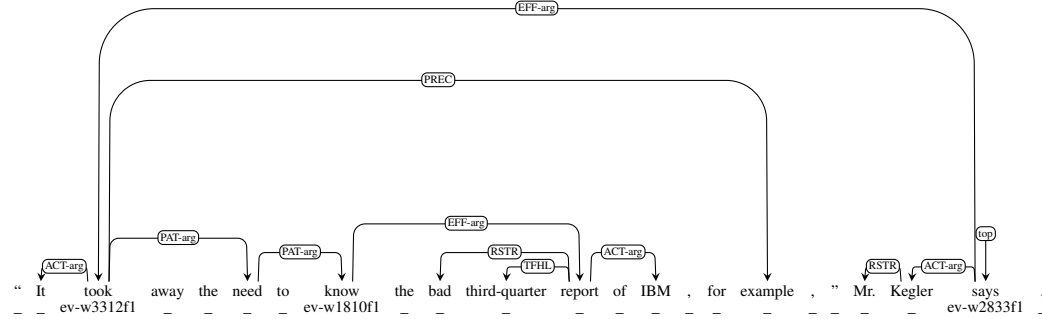 EFF-arg
PREC
EFF-arg
PAT-arg PAT-arg RSTR ACT-arg top
ACT-arg TFHL RSTR ACT-arg
“ It took away the need to know the bad third-quarter report of IBM , for example , ” Mr. Kegler says .
_ _ ev-w3312f1 _ _ _ _ ev-w1810f1 _ _ _ _ _ _ _ _ _ _ _ _ _ ev-w2833f1 _